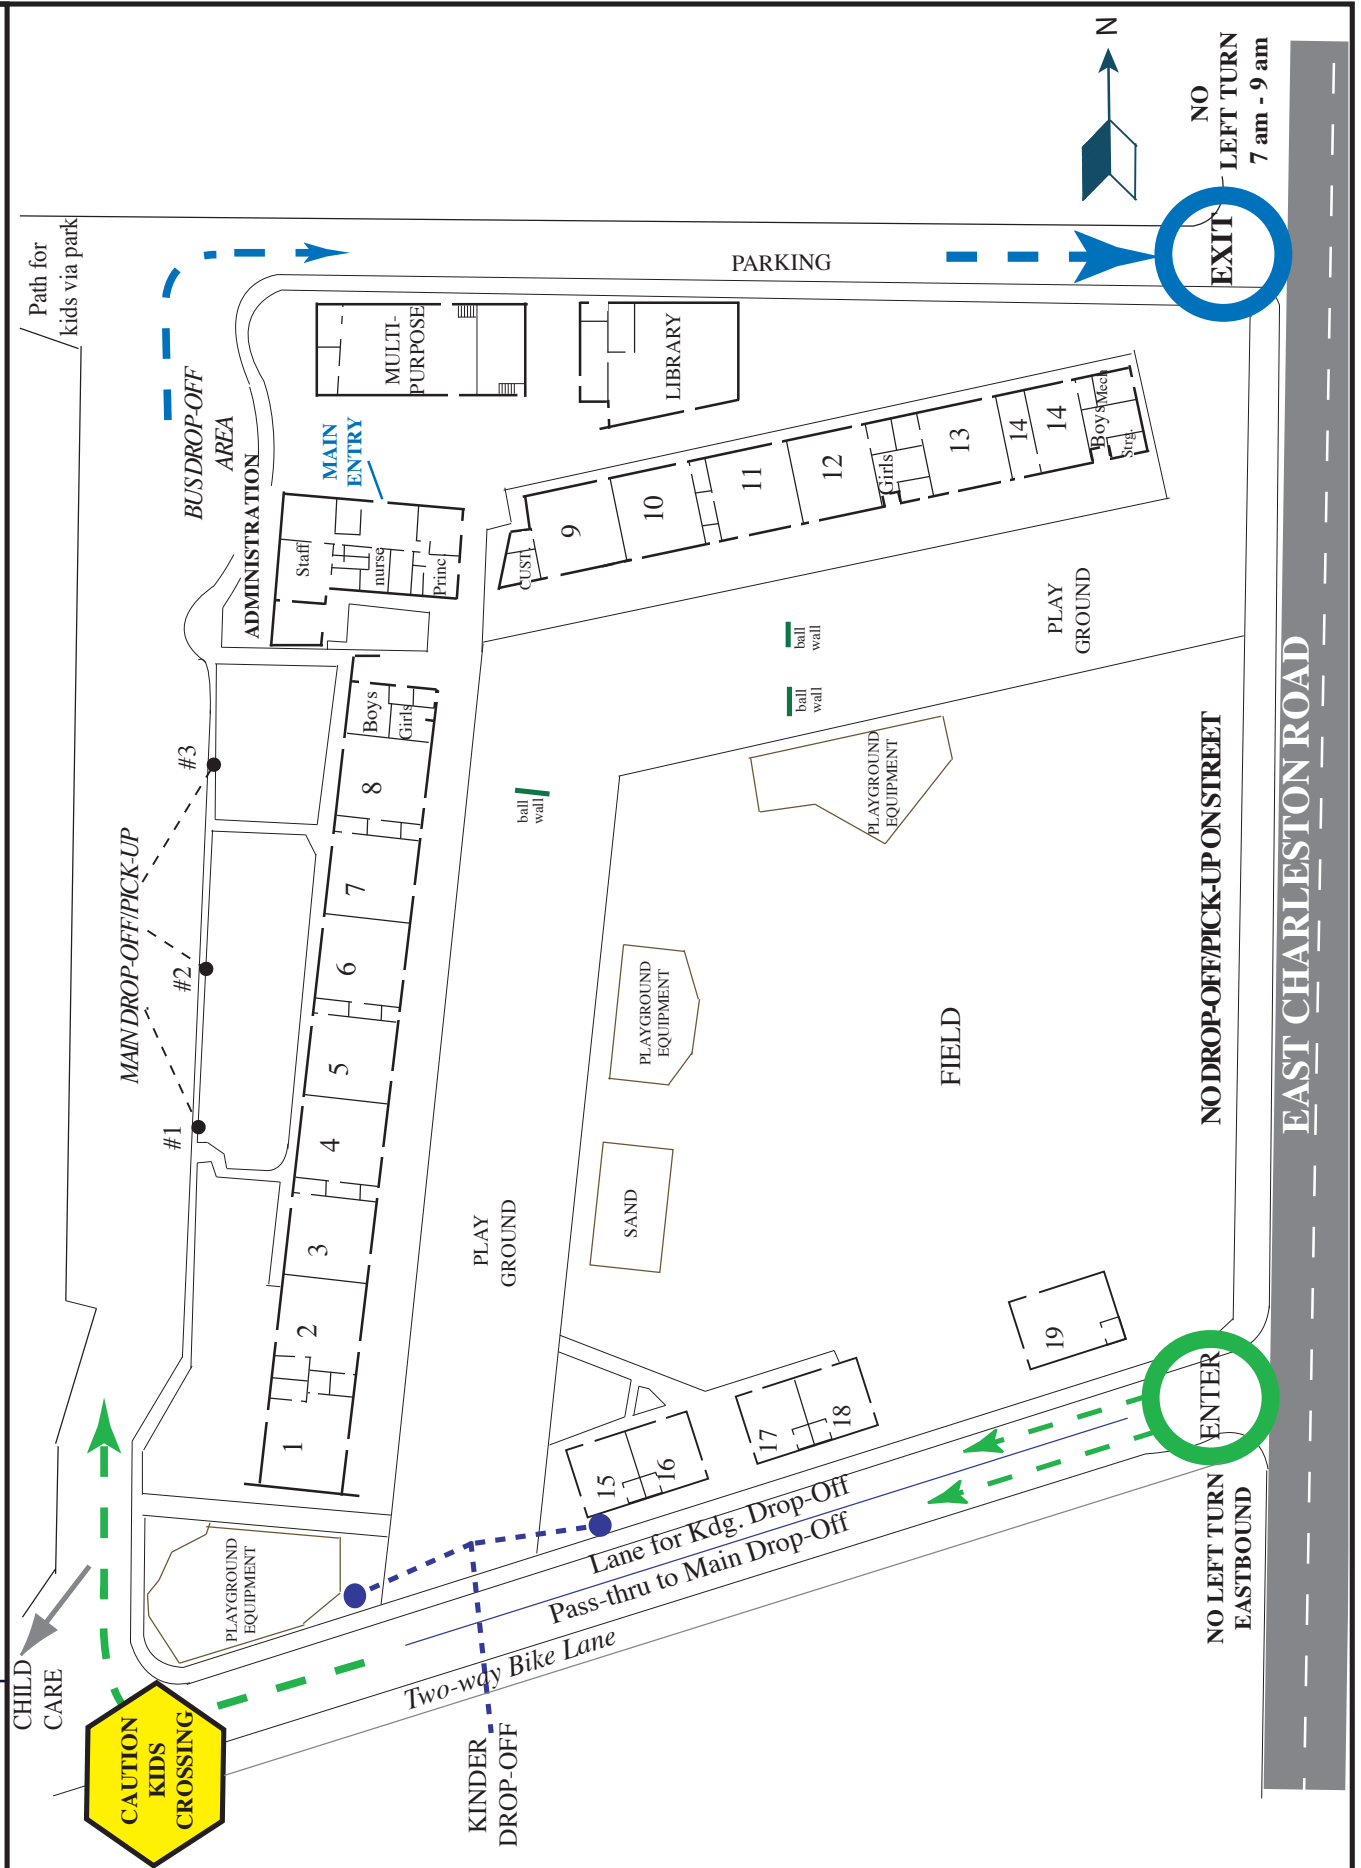 CHILD
CARE
CAUTION
KIDS
CROSSING
Path for
kids via park
MAIN DROP-OFF/PICK-UP
#1
#2
#3
BUS DROP-OFF
AREA
ADMINISTRATION
MAIN
ENTRY
Staff
nurse
Princ.
MULTI-
PURPOSE
LIBRARY
PARKING
N
NO
LEFT TURN
7 am - 9 am
EXIT
PLAYGROUND
EQUIPMENT
1
2
3
4
5
6
7
8
Boys
Girls
CUST.
9
10
11
12
Girls
13
14
14
Boys
Mech
Strg.
ball
wall
ball
wall
ball
wall
PLAY
GROUND
PLAY
GROUND
PLAYGROUND
EQUIPMENT
PLAYGROUND
EQUIPMENT
SAND
FIELD
15
16
17
18
19
KINDER
DROP-OFF
Lane for Kdg. Drop-Off
Pass-thru to Main Drop-Off
Two-way Bike Lane
ENTER
NO LEFT TURN
EASTBOUND
NO DROP-OFF/PICK-UP ON STREET
EAST CHARLESTON ROAD